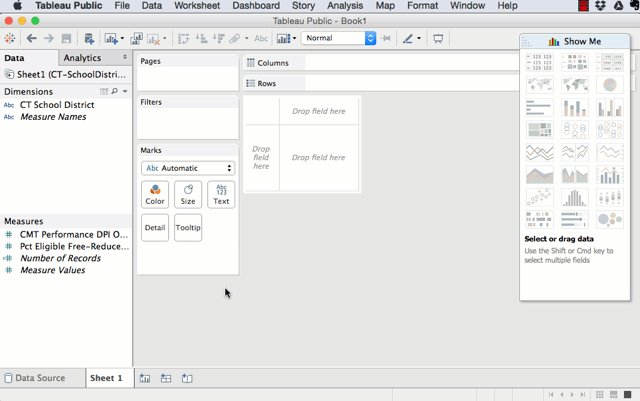 Tableau Public File Data Worksheet Dashboard Story Analysis Map Format Window Help
Tableau Public - Book1
Abc Normal
Data Analytics
Sheet1 (CT-SchoolDistri...
Dimensions
Abc CT School District
Abc Measure Names
Measures
CMT Performance DPI O...
Pct Eligible Free-Reduce...
Number of Records
Measure Values
Pages
Filters
Marks
Abc Automatic
Color Size Abc 123 Text
Detail Tooltip
Columns
Rows
Drop field here
Drop
field
here
Drop field here
Show Me
Select or drag data
Use the Shift or Cmd key to
select multiple fields
Data Source Sheet 1